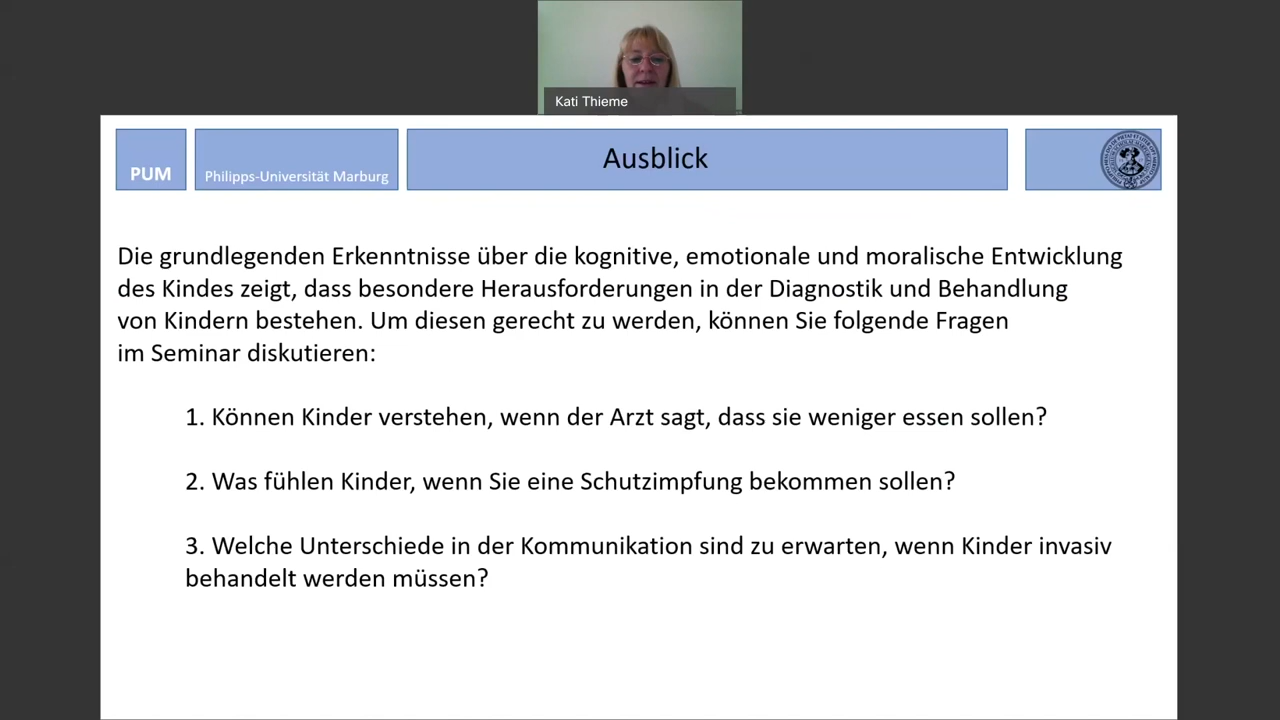 Kati Thieme
PUM
Philipps-Universität Marburg
Ausblick
Die grundlegenden Erkenntnisse über die kognitive, emotionale und moralische Entwicklung
des Kindes zeigt, dass besondere Herausforderungen in der Diagnostik und Behandlung
von Kindern bestehen. Um diesen gerecht zu werden, können Sie folgende Fragen
im Seminar diskutieren:
1. Können Kinder verstehen, wenn der Arzt sagt, dass sie weniger essen sollen?
2. Was fühlen Kinder, wenn Sie eine Schutzimpfung bekommen sollen?
3. Welche Unterschiede in der Kommunikation sind zu erwarten, wenn Kinder invasiv
behandelt werden müssen?